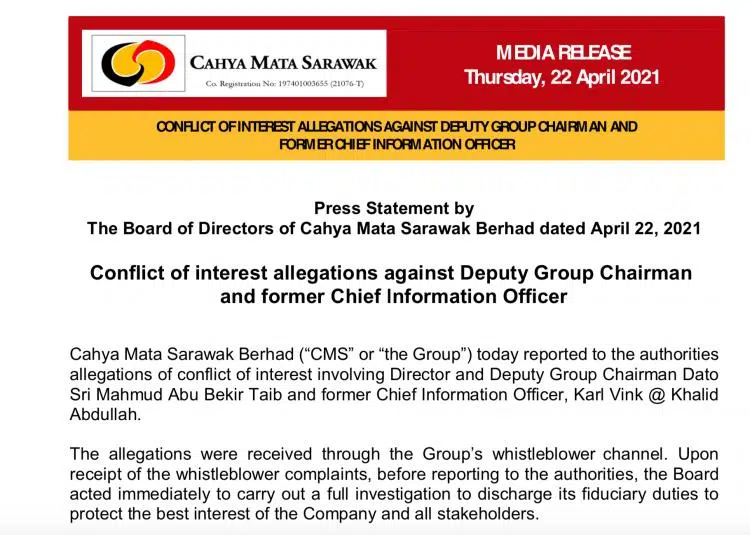 CAHYA MATA SARAWAK
Co. Registration No: 197401003655 (21076-T)
MEDIA RELEASE
Thursday, 22 April 2021
CONFLICT OF INTEREST ALLEGATIONS AGAINST DEPUTY GROUP CHAIRMAN AND
FORMER CHIEF INFORMATION OFFICER
Press Statement by
The Board of Directors of Cahya Mata Sarawak Berhad dated April 22, 2021
Conflict of interest allegations against Deputy Group Chairman
and former Chief Information Officer
Cahya Mata Sarawak Berhad (“CMS” or “the Group”) today reported to the authorities
allegations of conflict of interest involving Director and Deputy Group Chairman Dato
Sri Mahmud Abu Bekir Taib and former Chief Information Officer, Karl Vink @ Khalid
Abdullah.
The allegations were received through the Group’s whistleblower channel. Upon
receipt of the whistleblower complaints, before reporting to the authorities, the Board
acted immediately to carry out a full investigation to discharge its fiduciary duties to
protect the best interest of the Company and all stakeholders.